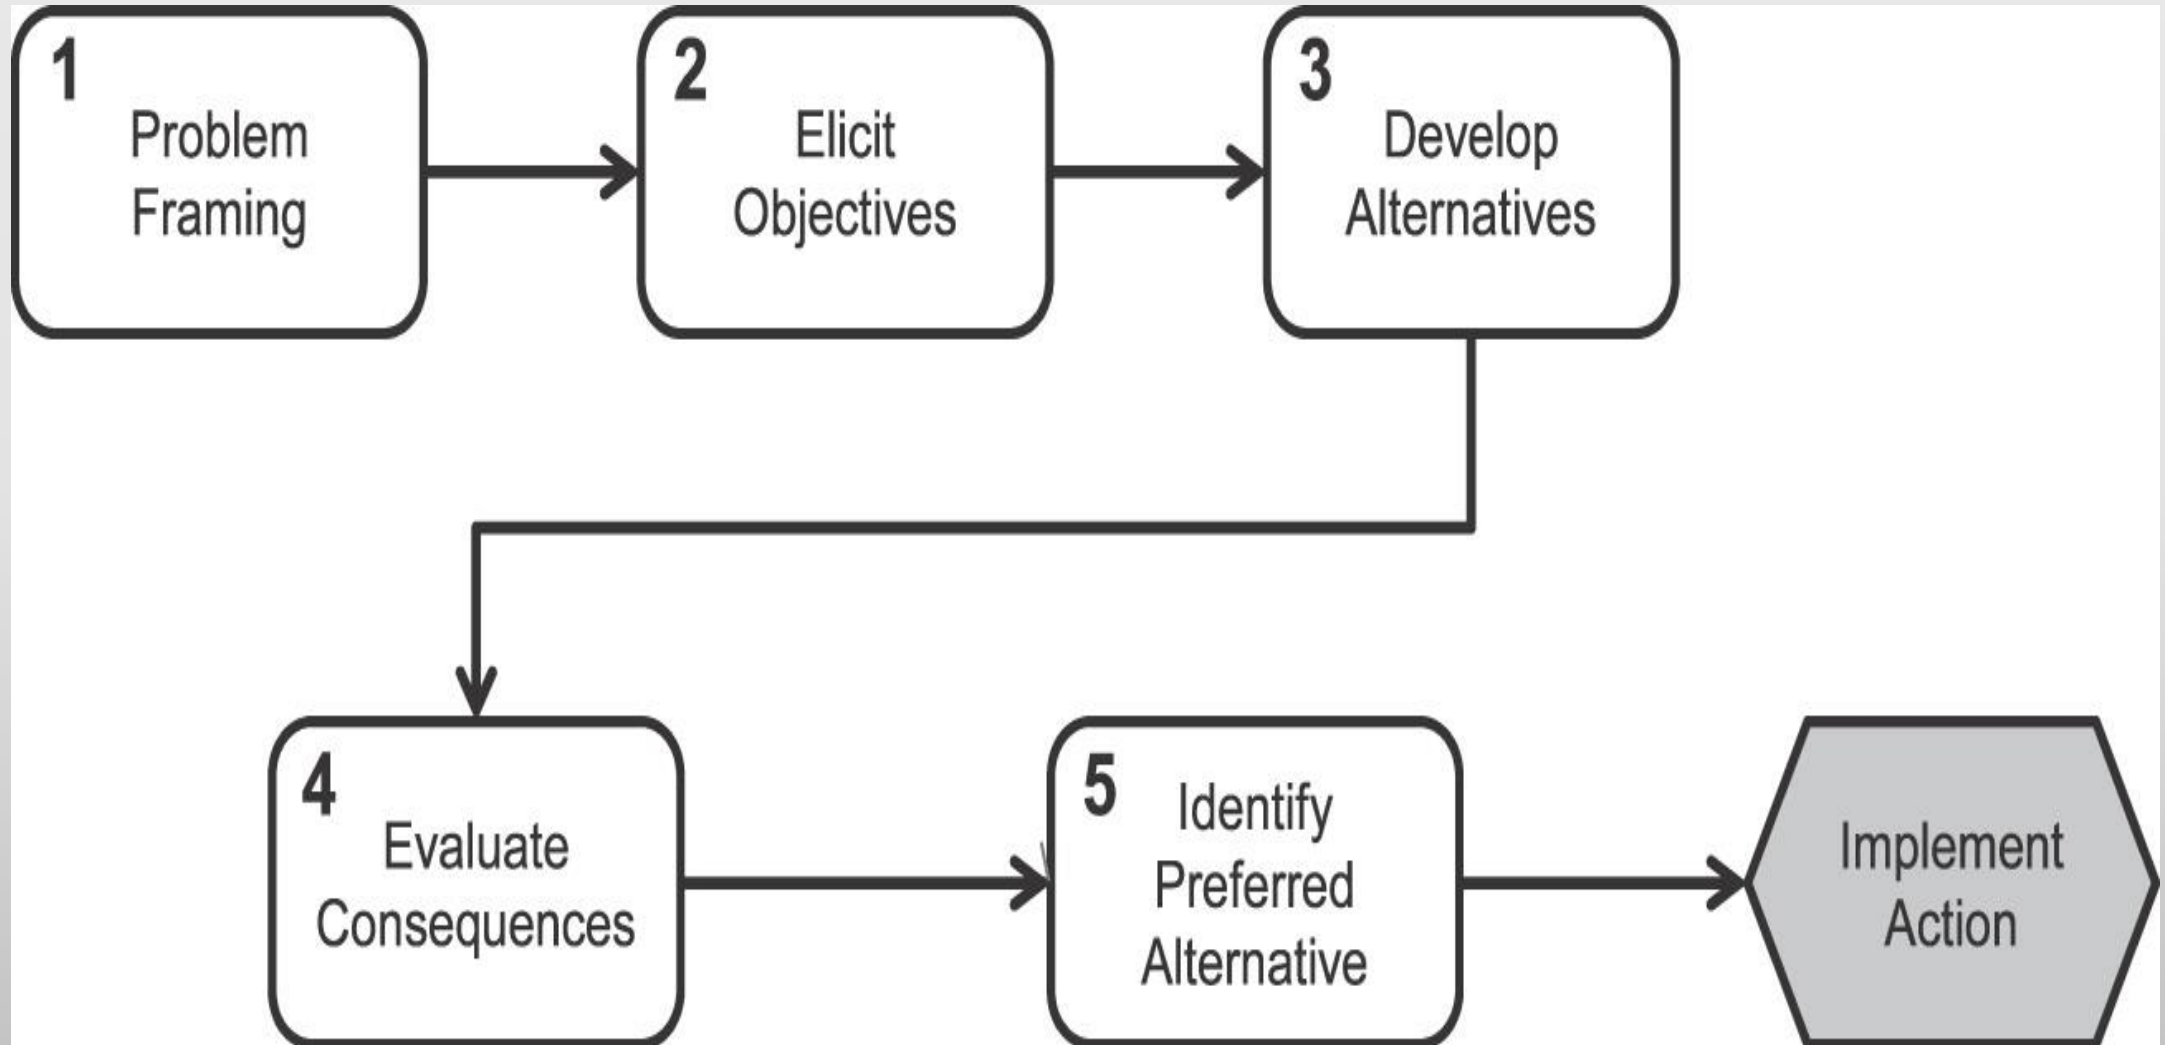 1
Problem
Framing
2
Elicit
Objectives
3
Develop
Alternatives
4
Evaluate
Consequences
5
Identify
Preferred
Alternative
Implement
Action